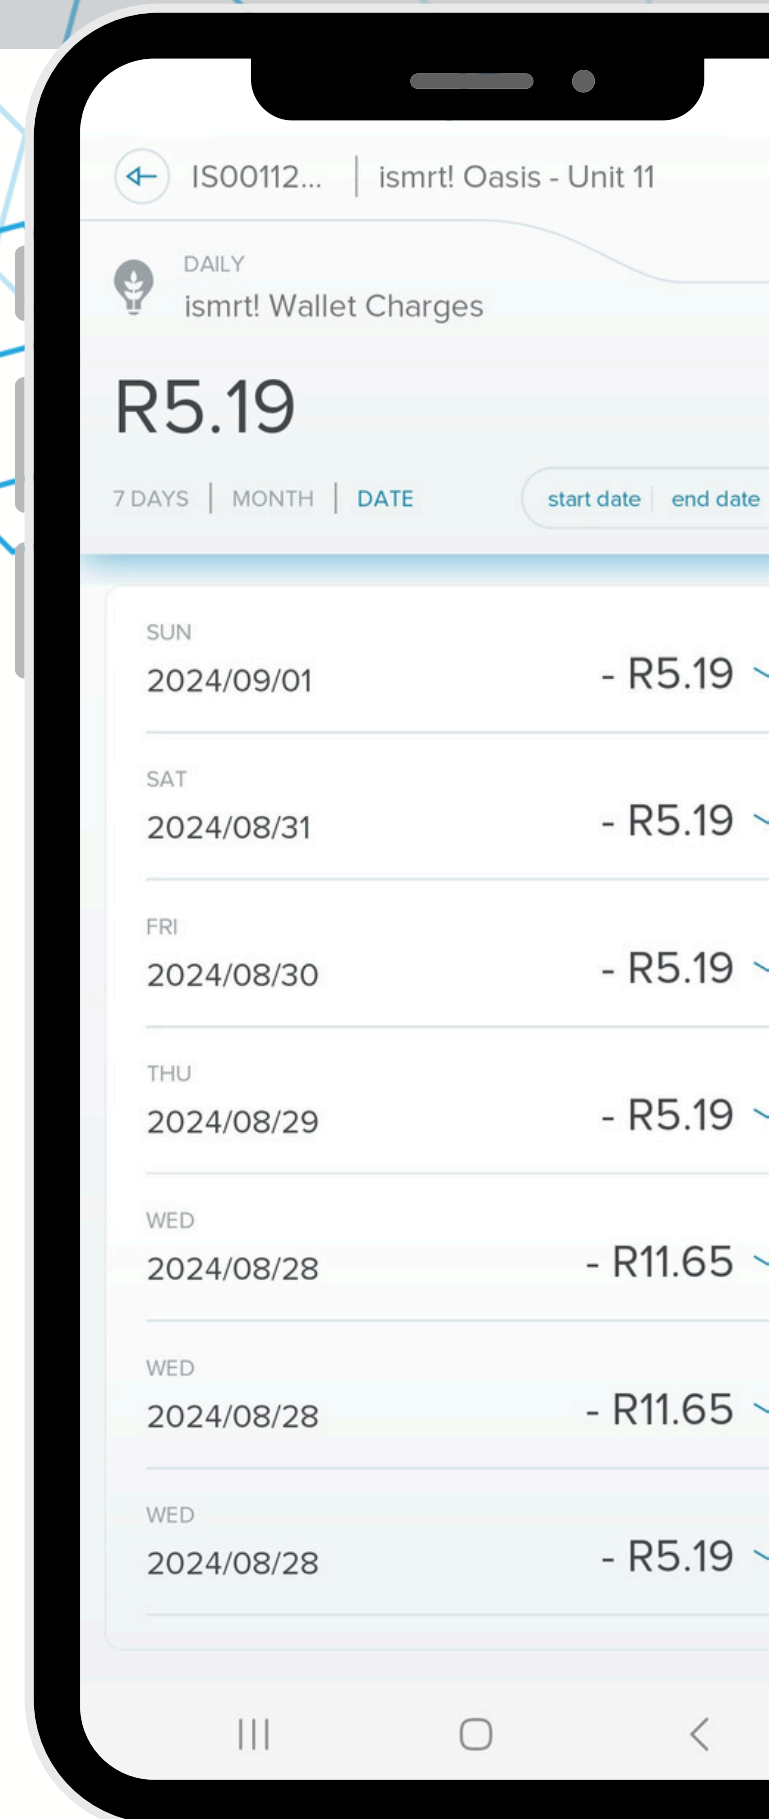 IS00112... | ismrt! Oasis - Unit 11
DAILY
ismrt! Wallet Charges
R5.19
7 DAYS | MONTH | DATE start date end date
SUN
2024/09/01 - R5.19
SAT
2024/08/31 - R5.19
FRI
2024/08/30 - R5.19
THU
2024/08/29 - R5.19
WED
2024/08/28 - R11.65
WED
2024/08/28 - R11.65
WED
2024/08/28 - R5.19